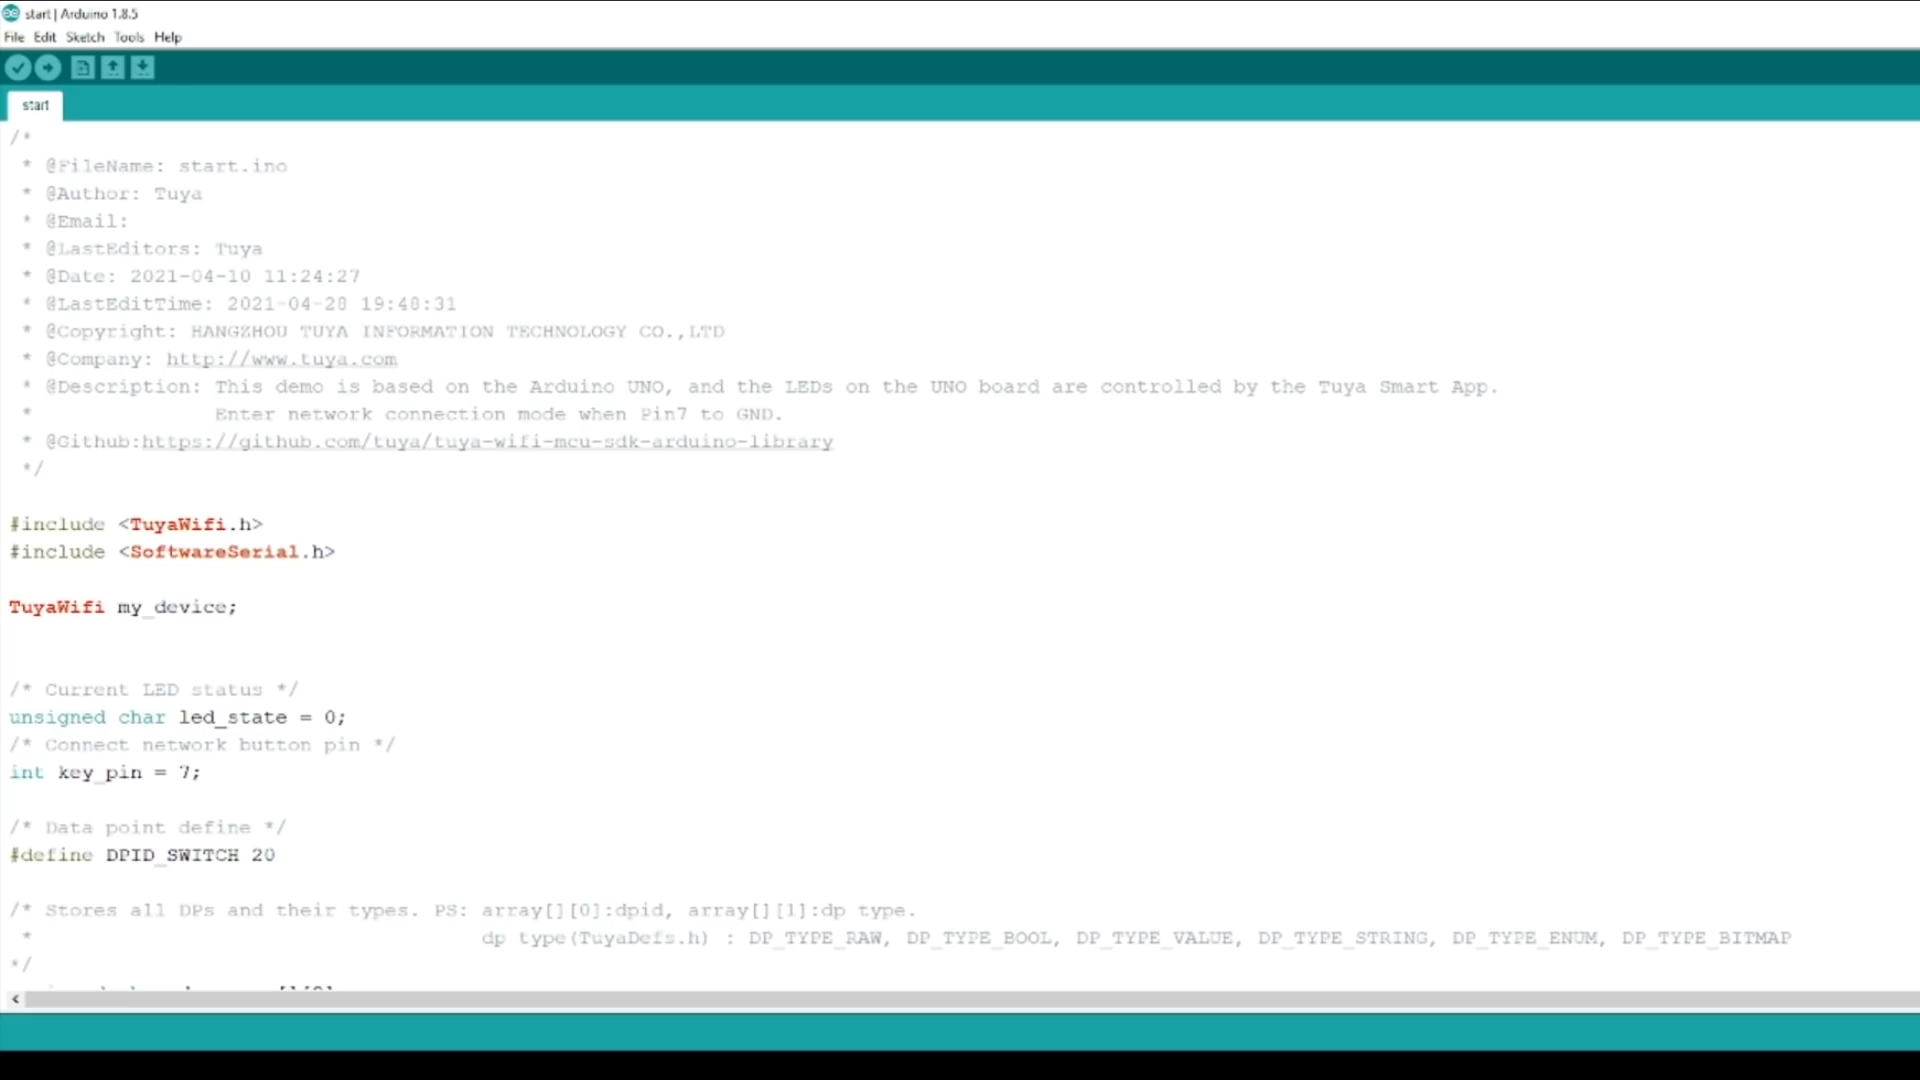 start | Arduino 1.8.5
File Edit Sketch Tools Help
start
/*
* @FileName: start.ino
* @Author: Tuya
* @Email:
* @LastEditors: Tuya
* @Date: 2021-04-10 11:24:27
* @LastEditTime: 2021-04-28 19:48:31
* @Copyright: HANGZHOU TUYA INFORMATION TECHNOLOGY CO.,LTD
* @Company: http://www.tuya.com
* @Description: This demo is based on the Arduino UNO, and the LEDs on the UNO board are controlled by the Tuya Smart App.
* Enter network connection mode when Pin7 to GND.
* @Github:https://github.com/tuya/tuya-wifi-mcu-sdk-arduino-library
*/
#include <TuyaWifi.h>
#include <SoftwareSerial.h>
TuyaWifi my_device;
/* Current LED status */
unsigned char led_state = 0;
/* Connect network button pin */
int key_pin = 7;
/* Data point define */
#define DPID_SWITCH 20
/* Stores all DPs and their types. PS: array[][0]:dpid, array[][1]:dp type.
* dp type(TuyaDefs.h) : DP_TYPE_RAW, DP_TYPE_BOOL, DP_TYPE_VALUE, DP_TYPE_STRING, DP_TYPE_ENUM, DP_TYPE_BITMAP
*/